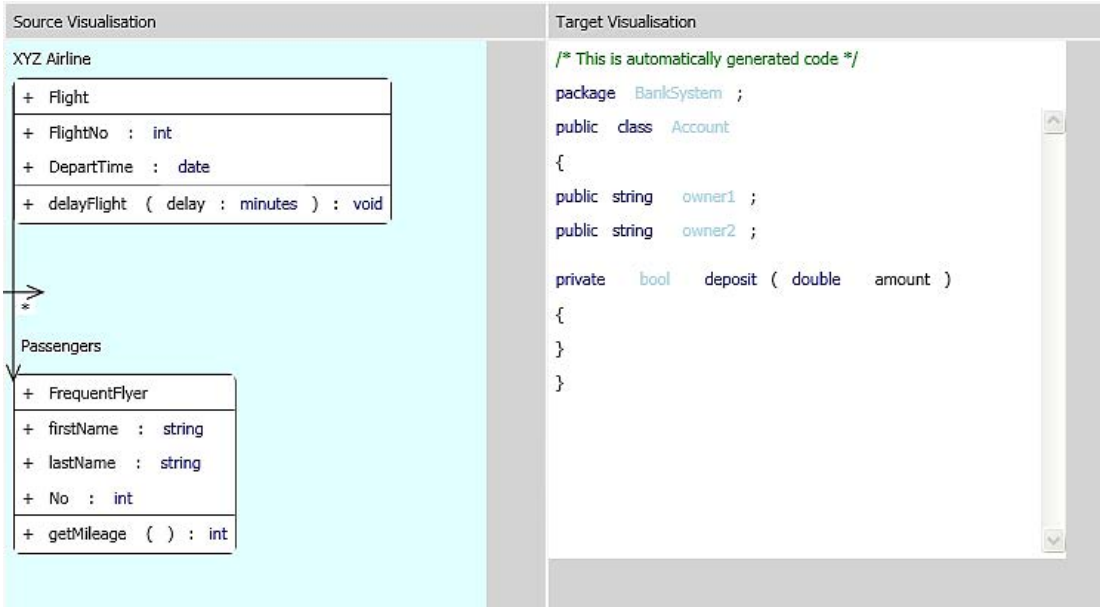 Source Visualisation
XYZ Airline
+ Flight
+ FlightNo : int
+ DepartTime : date
+ delayFlight ( delay : minutes ) : void
*
Passengers
+ FrequentFlyer
+ firstName : string
+ lastName : string
+ No : int
+ getMileage ( ) : int
Target Visualisation
/* This is automatically generated code */
package BankSystem ;
public class Account
{
public string owner1 ;
public string owner2 ;
private bool deposit ( double amount )
{
}
}